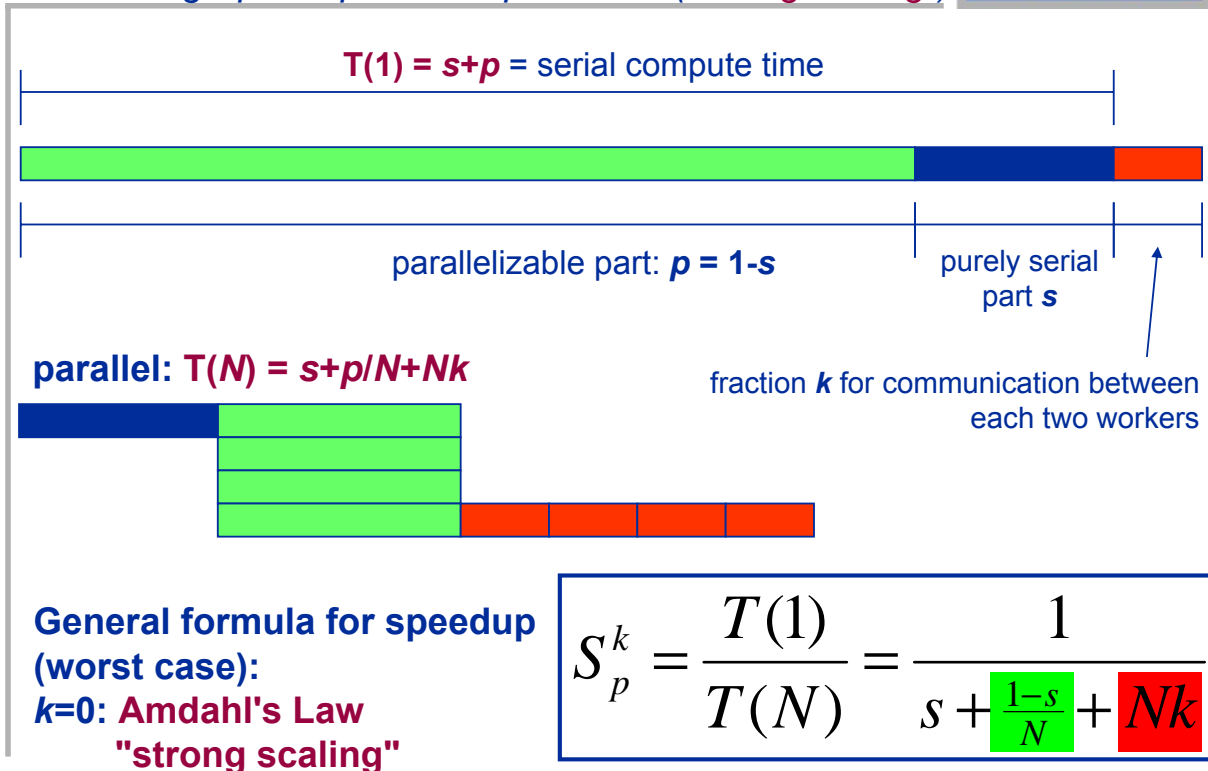 T(1) = s+p = serial compute time
parallelizable part: p = 1-s
purely serial
part s
parallel: T(N) = s+p/N+Nk
fraction k for communication between
each two workers
General formula for speedup
(worst case):
k=0: Amdahl's Law
"strong scaling"
S_p^k = T(1)/T(N) = 1/(s + (1-s)/N + Nk)